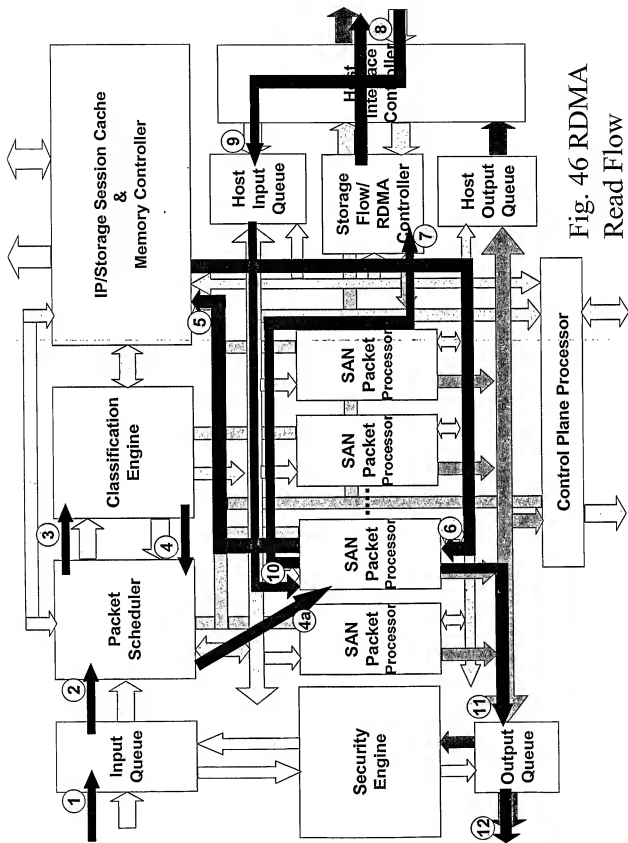 IP/Storage Session Cache
&
Memory Controller
Classification
Engine
Packet
Scheduler
Input
Queue
Host
Input
Queue
Storage
Flow/
RDMA
Controller
Host
Output
Queue
Host
Interface
Controller
SAN
Packet
Processor
SAN
Packet
Processor
SAN
Packet
Processor
SAN
Packet
Processor
Security
Engine
Output
Queue
Control Plane Processor
1
2
3
4
4a
5
6
7
8
9
10
11
12
Fig. 46 RDMA
Read Flow